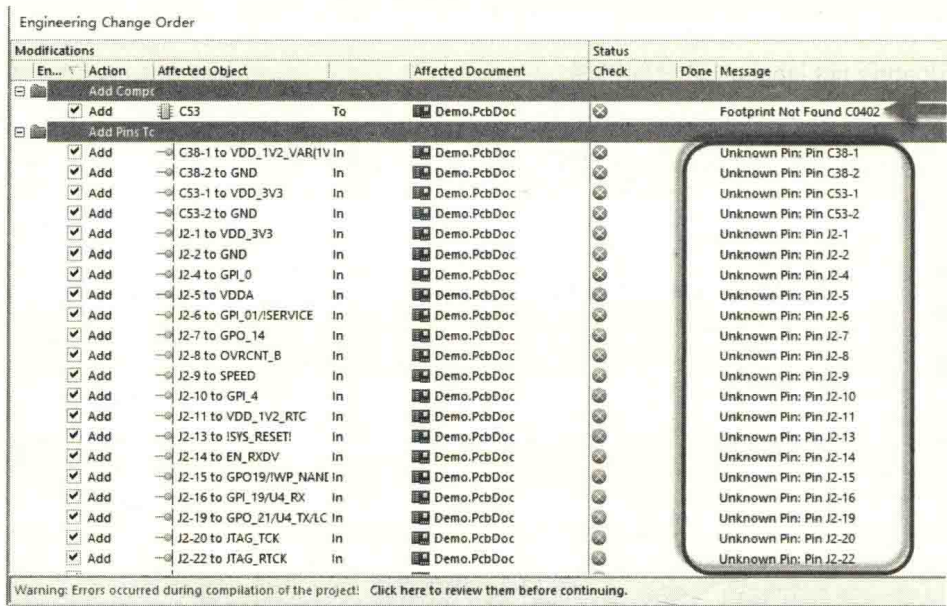 Engineering Change Order
Modifications Status
En... Action Affected Object Affected Document Check Done Message
Add Compc
Add C53 To Demo.PcbDoc Footprint Not Found C0402
Add Pins Tc
Add C38-1 to VDD_1V2_VAR(1V In Demo.PcbDoc Unknown Pin: Pin C38-1
Add C38-2 to GND In Demo.PcbDoc Unknown Pin: Pin C38-2
Add C53-1 to VDD_3V3 In Demo.PcbDoc Unknown Pin: Pin C53-1
Add C53-2 to GND In Demo.PcbDoc Unknown Pin: Pin C53-2
Add J2-1 to VDD_3V3 In Demo.PcbDoc Unknown Pin: Pin J2-1
Add J2-2 to GND In Demo.PcbDoc Unknown Pin: Pin J2-2
Add J2-4 to GPI_0 In Demo.PcbDoc Unknown Pin: Pin J2-4
Add J2-5 to VDDA In Demo.PcbDoc Unknown Pin: Pin J2-5
Add J2-6 to GPI_01/!SERVICE In Demo.PcbDoc Unknown Pin: Pin J2-6
Add J2-7 to GPO_14 In Demo.PcbDoc Unknown Pin: Pin J2-7
Add J2-8 to OVRCNT_B In Demo.PcbDoc Unknown Pin: Pin J2-8
Add J2-9 to SPEED In Demo.PcbDoc Unknown Pin: Pin J2-9
Add J2-10 to GPI_4 In Demo.PcbDoc Unknown Pin: Pin J2-10
Add J2-11 to VDD_1V2_RTC In Demo.PcbDoc Unknown Pin: Pin J2-11
Add J2-13 to !SYS_RESET! In Demo.PcbDoc Unknown Pin: Pin J2-13
Add J2-14 to EN_RXDV In Demo.PcbDoc Unknown Pin: Pin J2-14
Add J2-15 to GPO19/!WP_NANE In Demo.PcbDoc Unknown Pin: Pin J2-15
Add J2-16 to GPI_19/U4_RX In Demo.PcbDoc Unknown Pin: Pin J2-16
Add J2-19 to GPO_21/U4_TX/LC In Demo.PcbDoc Unknown Pin: Pin J2-19
Add J2-20 to JTAG_TCK In Demo.PcbDoc Unknown Pin: Pin J2-20
Add J2-22 to JTAG_RTCK In Demo.PcbDoc Unknown Pin: Pin J2-22
Warning: Errors occurred during compilation of the project! Click here to review them before continuing.